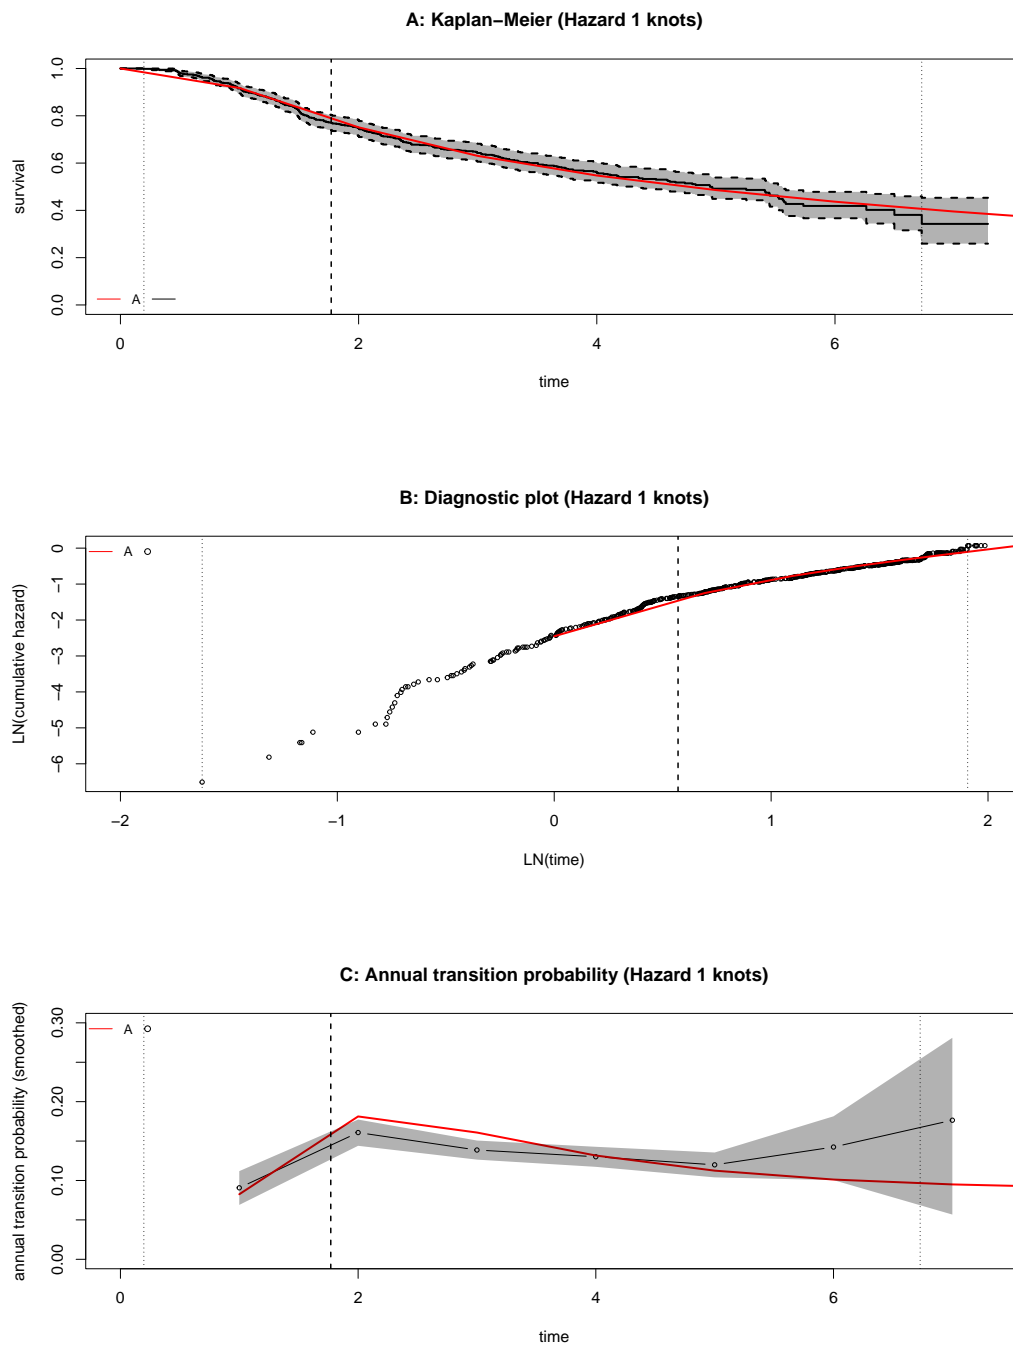 A: Kaplan−Meier (Hazard 1 knots)
survival
1.0
0.8
0.6
0.4
0.2
0.0
A
0 2 4 6
time
B: Diagnostic plot (Hazard 1 knots)
LN(cumulative hazard)
A
0
−1
−2
−3
−4
−5
−6
−2 −1 0 1 2
LN(time)
C: Annual transition probability (Hazard 1 knots)
annual transition probability (smoothed)
A
0.30
0.20
0.10
0.00
0 2 4 6
time